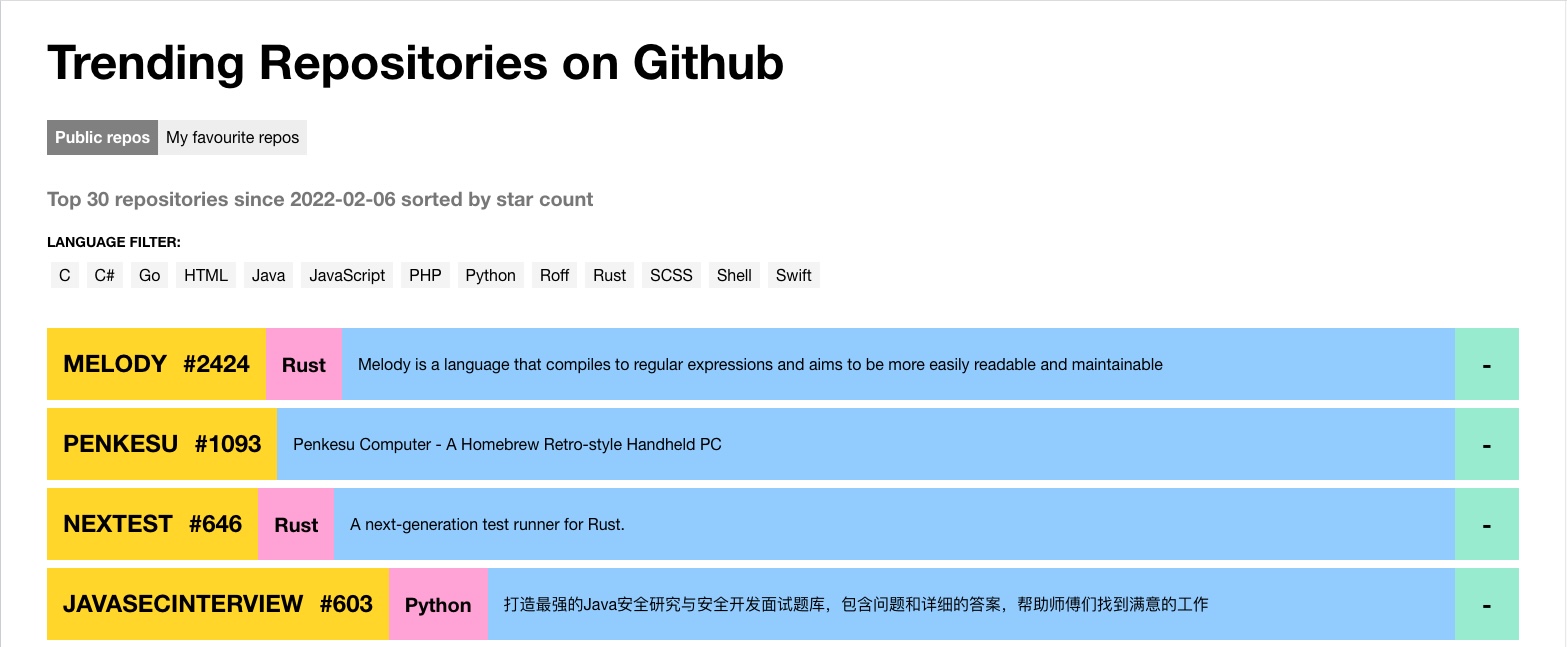 Trending Repositories on Github
Public repos My favourite repos
Top 30 repositories since 2022-02-06 sorted by star count
LANGUAGE FILTER:
C C# Go HTML Java JavaScript PHP Python Roff Rust SCSS Shell Swift
MELODY #2424 Rust Melody is a language that compiles to regular expressions and aims to be more easily readable and maintainable -
PENKESU #1093 Penkesu Computer - A Homebrew Retro-style Handheld PC -
NEXTEST #646 Rust A next-generation test runner for Rust. -
JAVASECINTERVIEW #603 Python 打造最强的Java安全研究与安全开发面试题库，包含问题和详细的答案，帮助师傅们找到满意的工作 -